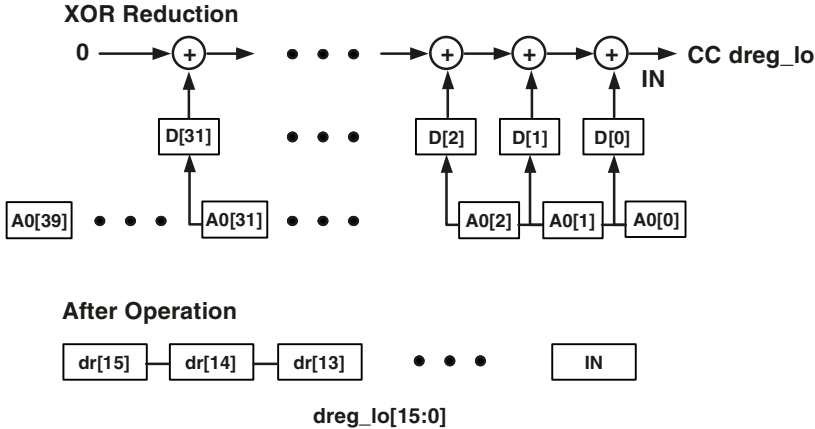 XOR Reduction
0 + + + + CC dreg_lo
IN
D[31] D[2] D[1] D[0]
A0[39] A0[31] A0[2] A0[1] A0[0]
After Operation
dr[15] dr[14] dr[13] IN
dreg_lo[15:0]